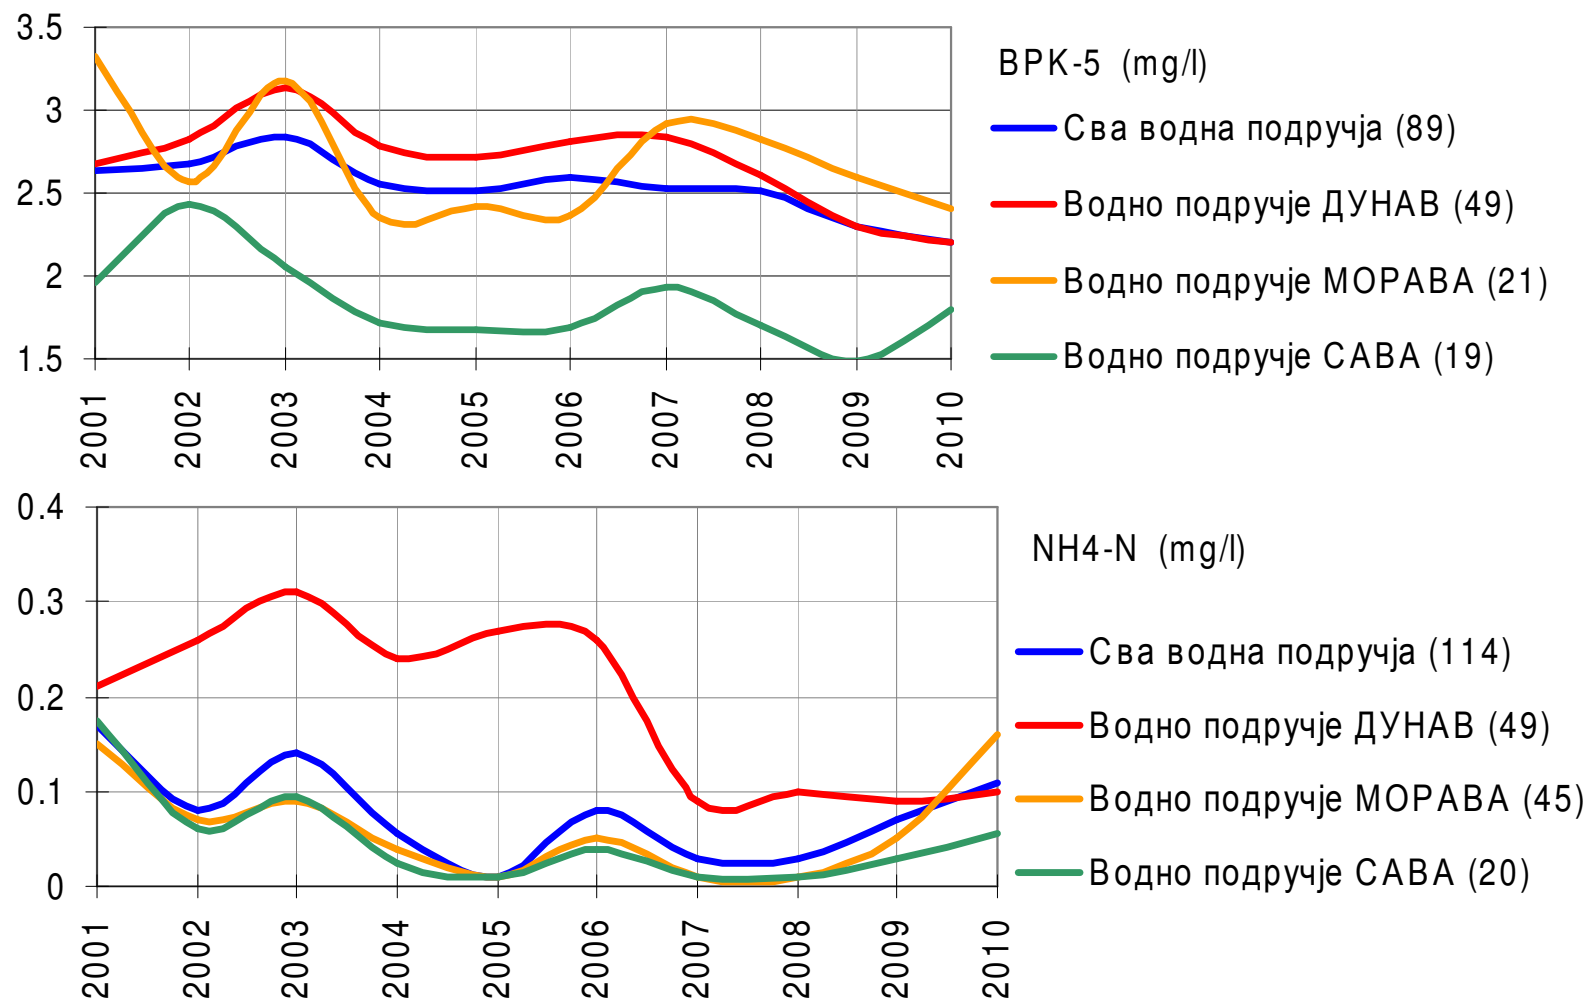 3.5
3
2.5
2
1.5
2001 2002 2003 2004 2005 2006 2007 2008 2009 2010
BPK-5 (mg/l)
Сва водна подручја (89)
Водно подручје ДУНАВ (49)
Водно подручје МОРАВА (21)
Водно подручје САВА (19)
0.4
0.3
0.2
0.1
0
2001 2002 2003 2004 2005 2006 2007 2008 2009 2010
NH4-N (mg/l)
Сва водна подручја (114)
Водно подручје ДУНАВ (49)
Водно подручје МОРАВА (45)
Водно подручје САВА (20)